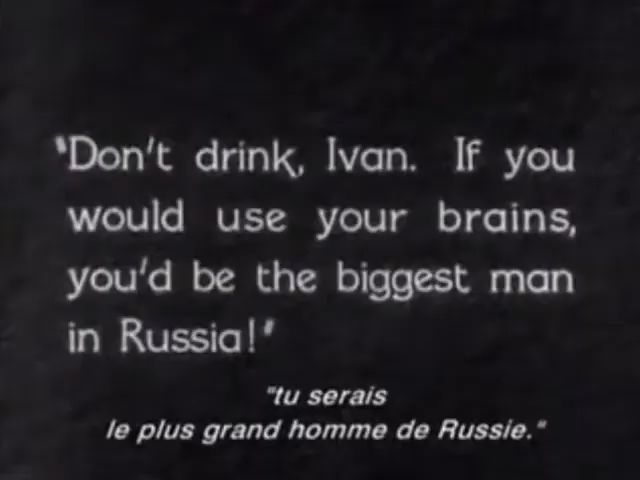 "Don't drink, Ivan. If you
would use your brains,
you'd be the biggest man
in Russia!"
"tu serais
le plus grand homme de Russie."